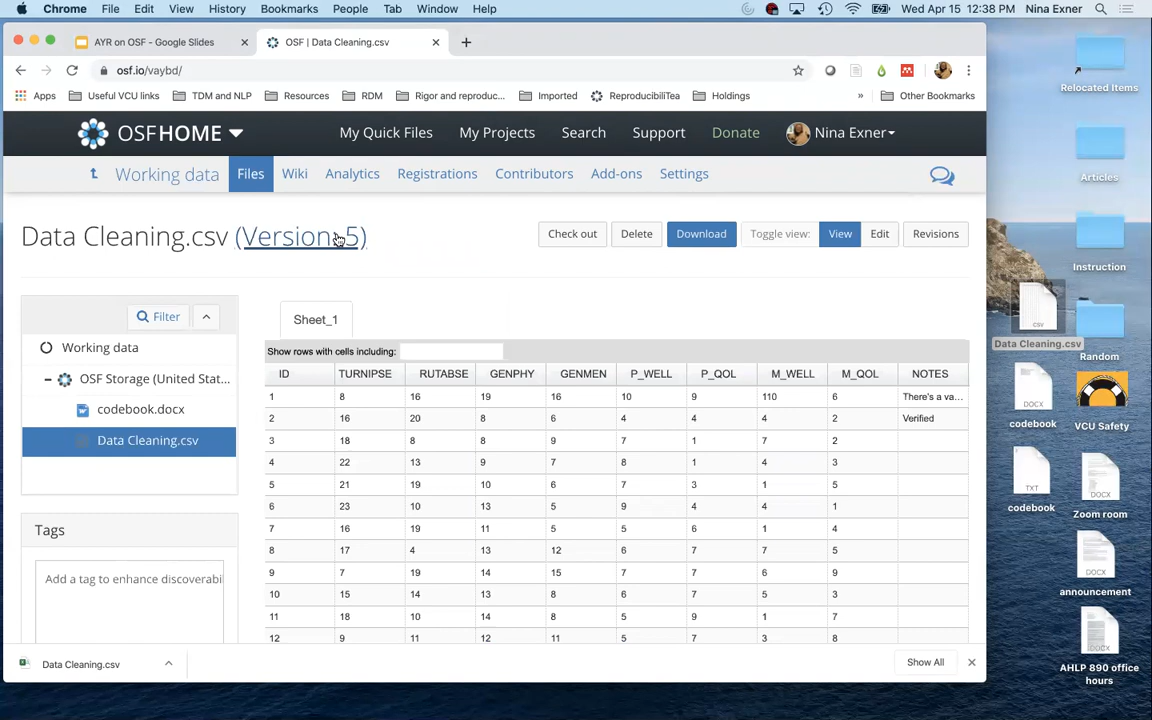 Chrome File Edit View History Bookmarks People Tab Window Help Wed Apr 15 12:38 PM Nina Exner
AYR on OSF - Google Slides OSF | Data Cleaning.csv
osf.io/vaybd/
Apps Useful VCU links TDM and NLP Resources RDM Rigor and reproduc... Imported ReproducibiliTea Holdings » Other Bookmarks
OSFHOME My Quick Files My Projects Search Support Donate Nina Exner
Working data Files Wiki Analytics Registrations Contributors Add-ons Settings
Data Cleaning.csv (Version: 5) Check out Delete Download Toggle view: View Edit Revisions
Filter
Working data
OSF Storage (United Stat...
codebook.docx
Data Cleaning.csv
Tags
Add a tag to enhance discoverabi
Sheet_1
Show rows with cells including:
ID TURNIPSE RUTABSE GENPHY GENMEN P_WELL P_QOL M_WELL M_QOL NOTES
1 8 16 19 16 10 9 110 6 There's a va...
2 16 20 8 6 4 4 4 2 Verified
3 18 8 8 9 7 1 7 2
4 22 13 9 7 8 1 4 3
5 21 19 10 6 7 3 1 5
6 23 10 13 5 9 4 4 1
7 16 19 11 5 5 6 1 4
8 17 4 13 12 6 7 7 5
9 7 19 14 15 7 7 6 9
10 15 14 13 8 6 7 5 3
11 18 10 14 8 5 9 1 7
12 9 11 12 11 5 7 3 8
Data Cleaning.csv Show All
Relocated Items
Articles
Instruction
CSV
Data Cleaning.csv
Random
DOCX
codebook
VCU Safety
TXT
codebook
DOCX
Zoom room
DOCX
announcement
DOCX
AHLP 890 office
hours